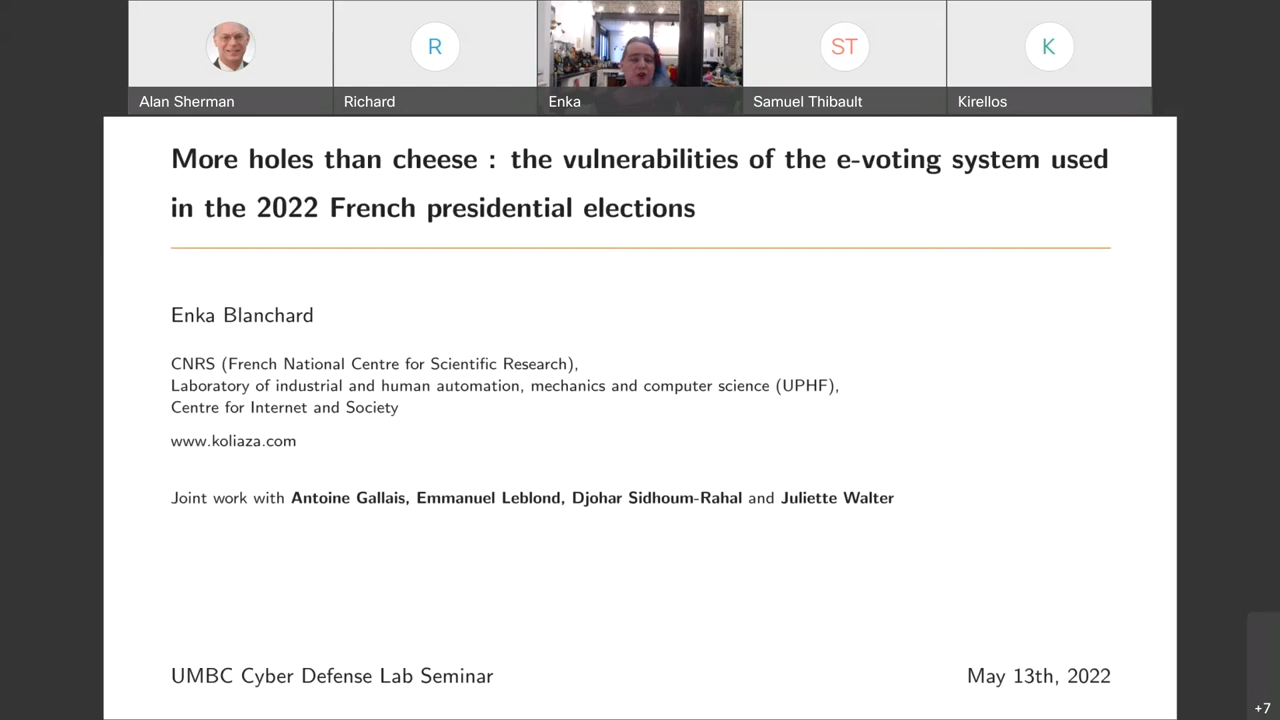 R
ST
K
Alan Sherman
Richard
Enka
Samuel Thibault
Kirellos
More holes than cheese : the vulnerabilities of the e-voting system used
in the 2022 French presidential elections
Enka Blanchard
CNRS (French National Centre for Scientific Research),
Laboratory of industrial and human automation, mechanics and computer science (UPHF),
Centre for Internet and Society
www.koliaza.com
Joint work with Antoine Gallais, Emmanuel Leblond, Djohar Sidhoum-Rahal and Juliette Walter
UMBC Cyber Defense Lab Seminar
May 13th, 2022
+7